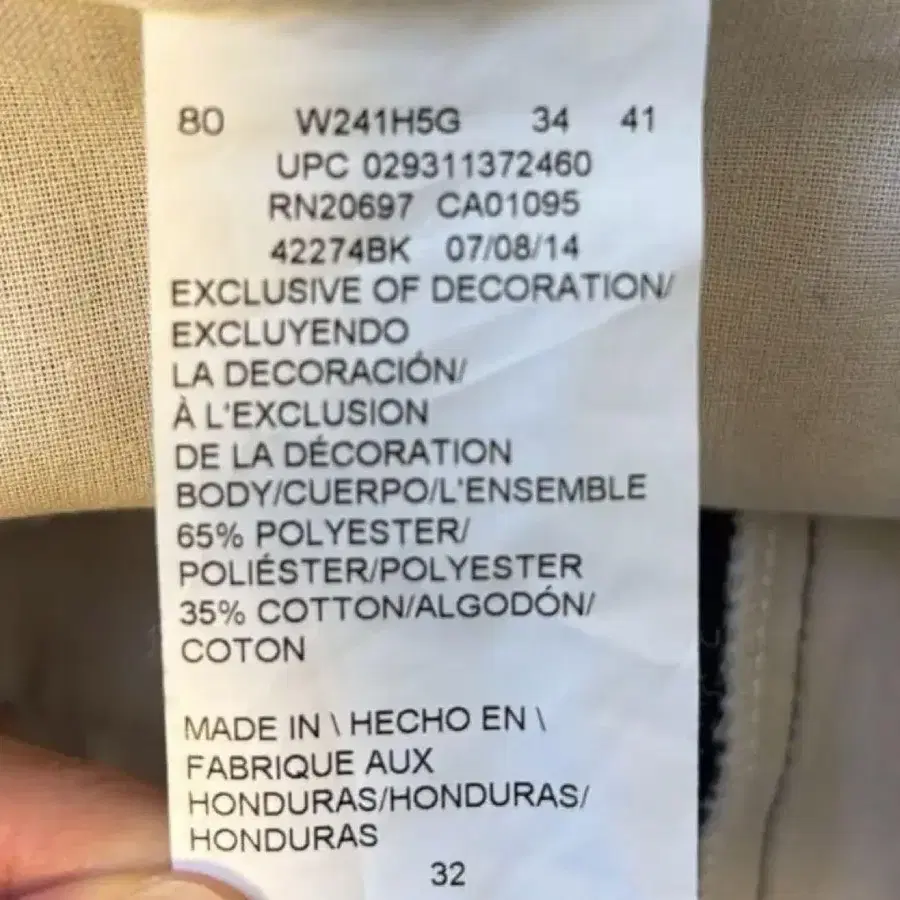 80 W241H5G 34 41
UPC 029311372460
RN20697 CA01095
42274BK 07/08/14
EXCLUSIVE OF DECORATION/
EXCLUYENDO
LA DECORACIÓN/
À L'EXCLUSION
DE LA DÉCORATION
BODY/CUERPO/L'ENSEMBLE
65% POLYESTER/
POLIÉSTER/POLYESTER
35% COTTON/ALGODÓN/
COTON
MADE IN \ HECHO EN \
FABRIQUE AUX
HONDURAS/HONDURAS/
HONDURAS
32